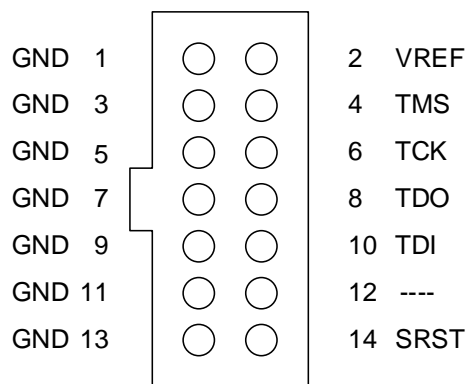 GND 1 2 VREF
GND 3 4 TMS
GND 5 6 TCK
GND 7 8 TDO
GND 9 10 TDI
GND 11 12 ----
GND 13 14 SRST